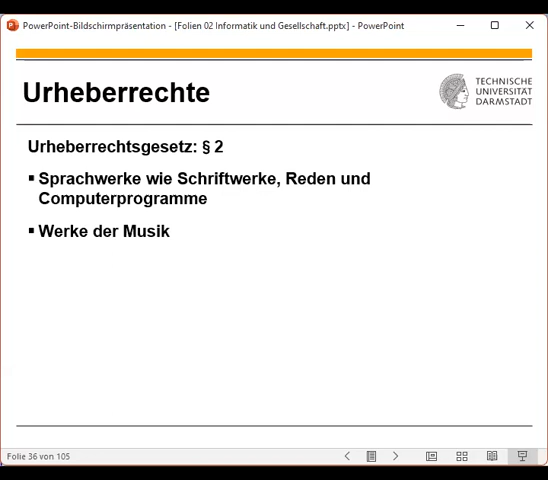 PowerPoint-Bildschirmpräsentation - [Folien 02 Informatik und Gesellschaft.pptx] - PowerPoint
Urheberrechte
TECHNISCHE
UNIVERSITÄT
DARMSTADT
Urheberrechtsgesetz: § 2
▪ Sprachwerke wie Schriftwerke, Reden und
Computerprogramme
▪ Werke der Musik
Folie 36 von 105